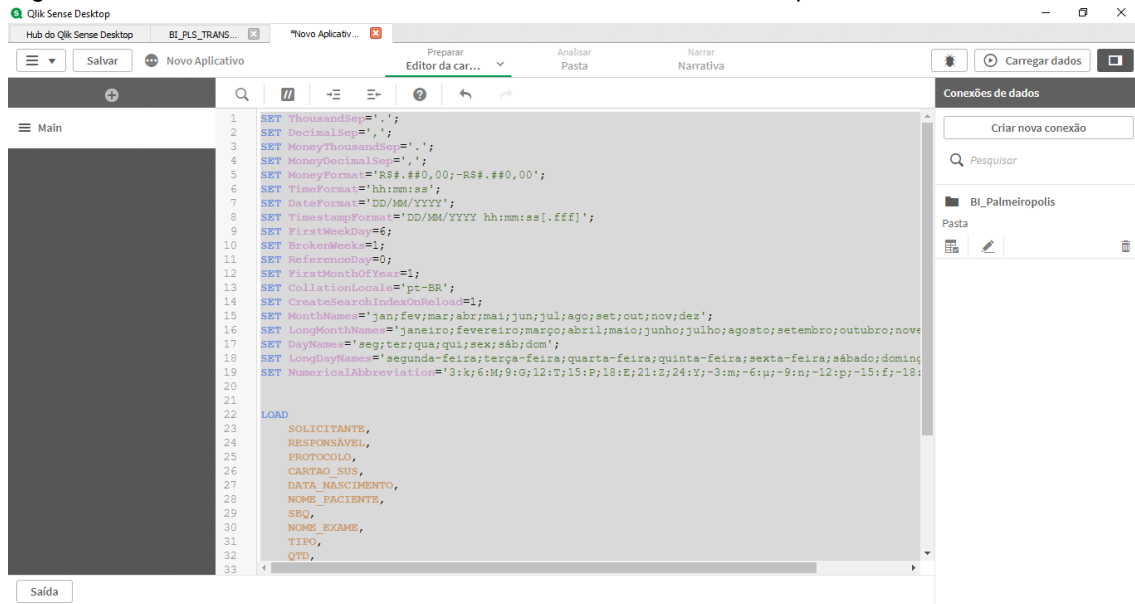 Qlik Sense Desktop
Hub do Qlik Sense Desktop
BI_PLS_TRANS...
*Novo Aplicativ...
Salvar
Novo Aplicativo
Preparar
Editor da car...
Analisar
Pasta
Narrar
Narrativa
Carregar dados
Main
Conexões de dados
Criar nova conexão
Pesquisar
BI_Palmeiropolis
Pasta
1 SET ThousandSep='.';
2 SET DecimalSep=',';
3 SET MoneyThousandSep='.';
4 SET MoneyDecimalSep=',';
5 SET MoneyFormat='R$#.##0,00;-R$#.##0,00';
6 SET TimeFormat='hh:mm:ss';
7 SET DateFormat='DD/MM/YYYY';
8 SET TimestampFormat='DD/MM/YYYY hh:mm:ss[.fff]';
9 SET FirstWeekDay=6;
10 SET BrokenWeeks=1;
11 SET ReferenceDay=0;
12 SET FirstMonthOfYear=1;
13 SET CollationLocale='pt-BR';
14 SET CreateSearchIndexOnReload=1;
15 SET MonthNames='jan;fev;mar;abr;mai;jun;jul;ago;set;out;nov;dez';
16 SET LongMonthNames='janeiro;fevereiro;março;abril;maio;junho;julho;agosto;setembro;outubro;nove
17 SET DayNames='seg;ter;qua;qui;sex;sáb;dom';
18 SET LongDayNames='segunda-feira;terça-feira;quarta-feira;quinta-feira;sexta-feira;sábado;doming
19 SET NumericalAbbreviation='3:k;6:M;9:G;12:T;15:P;18:E;21:Z;24:Y;-3:m;-6:µ;-9:n;-12:p;-15:f;-18:
20
21
22 LOAD
23 SOLICITANTE,
24 RESPONSÁVEL,
25 PROTOCOLO,
26 CARTAO_SUS,
27 DATA_NASCIMENTO,
28 NOME_PACIENTE,
29 SEQ,
30 NOME_EXAME,
31 TIPO,
32 QTD,
33
Saída